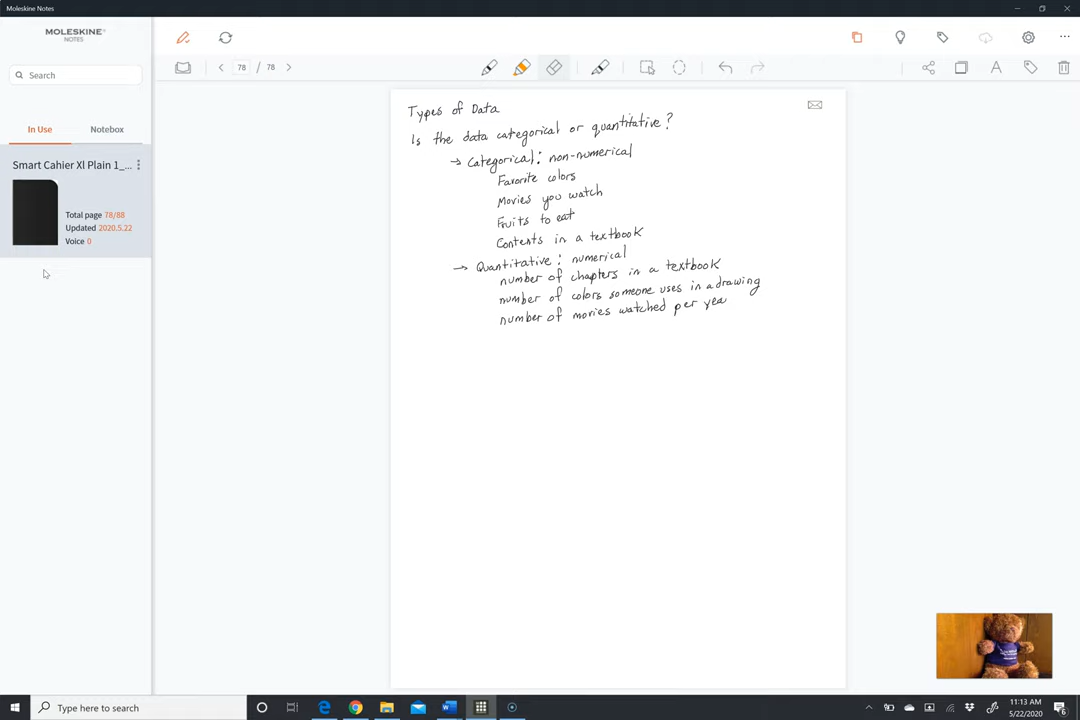 Moleskine Notes
MOLESKINE®
NOTES
Search
In Use
Notebox
Smart Cahier Xl Plain 1_...
Total page 78/88
Updated 2020.5.22
Voice 0
78 / 78
Types of Data
Is the data categorical or quantitative?
→ Categorical: non-numerical
Favorite colors
Movies you watch
Fruits to eat
Contents in a textbook
→ Quantitative: numerical
number of chapters in a textbook
number of colors someone uses in a drawing
number of movies watched per yea
Type here to search
11:13 AM
5/22/2020
6